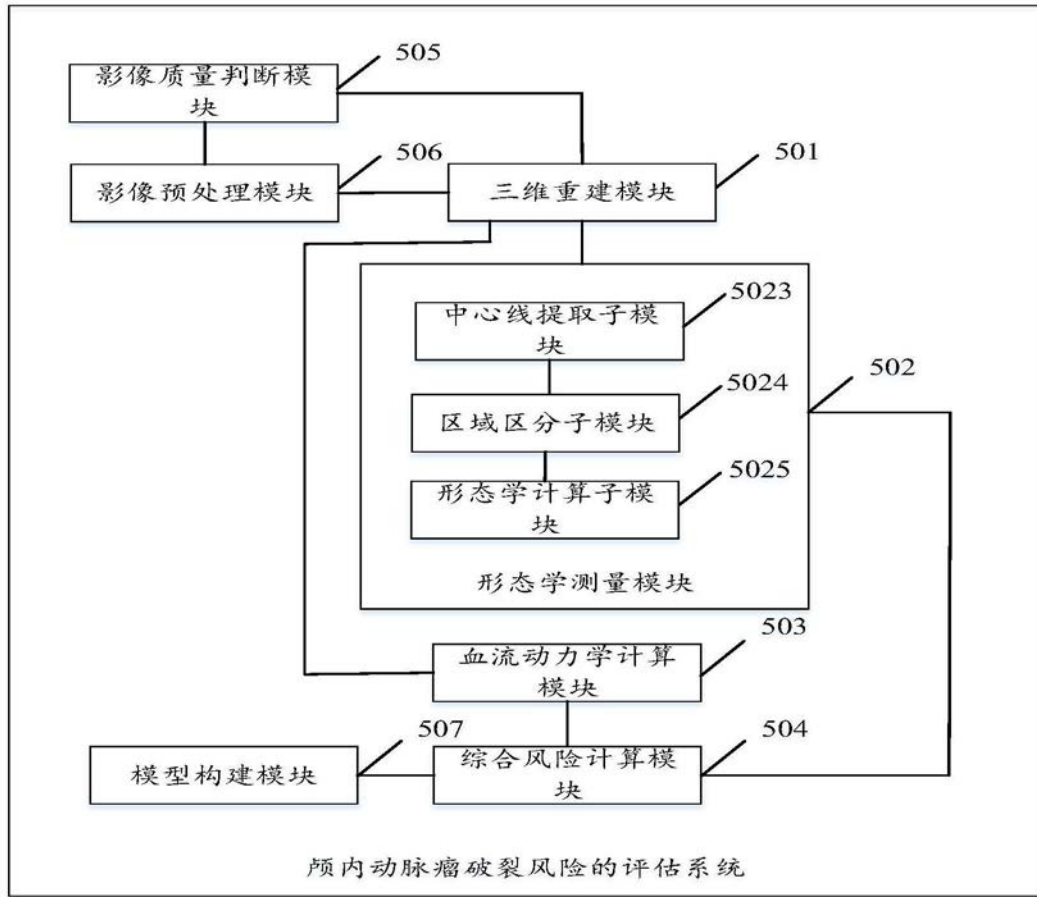 505
影像质量判断模
块
506
影像预处理模块
501
三维重建模块
5023
中心线提取子模
块
502
5024
区域区分子模块
5025
形态学计算子模
块
形态学测量模块
503
血流动力学计算
模块
507
504
模型构建模块
综合风险计算模
块
颅内动脉瘤破裂风险的评估系统